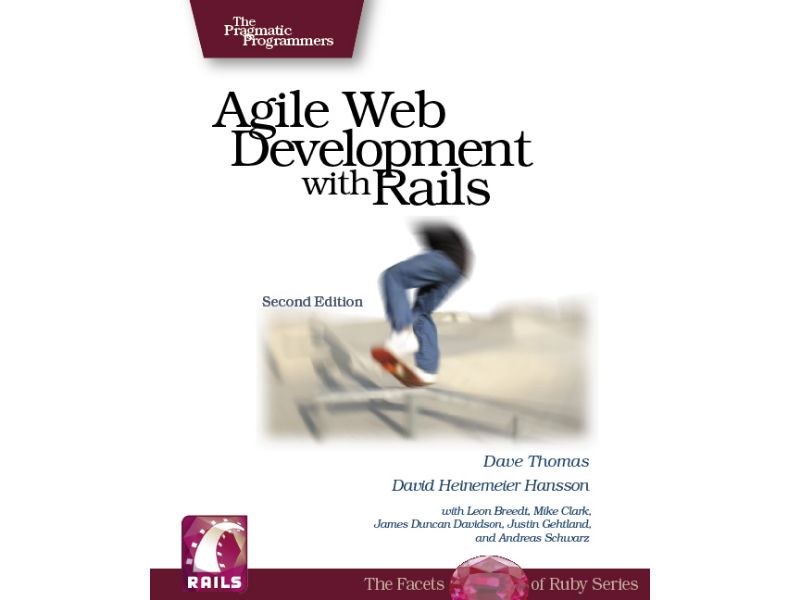 The
Pragmatic
Programmers
Agile Web
Development
with Rails
Second Edition
Dave Thomas
David Heinemeier Hansson
with Leon Breedt, Mike Clark,
James Duncan Davidson, Justin Gehtland,
and Andreas Schwarz
RAILS
The Facets of Ruby Series